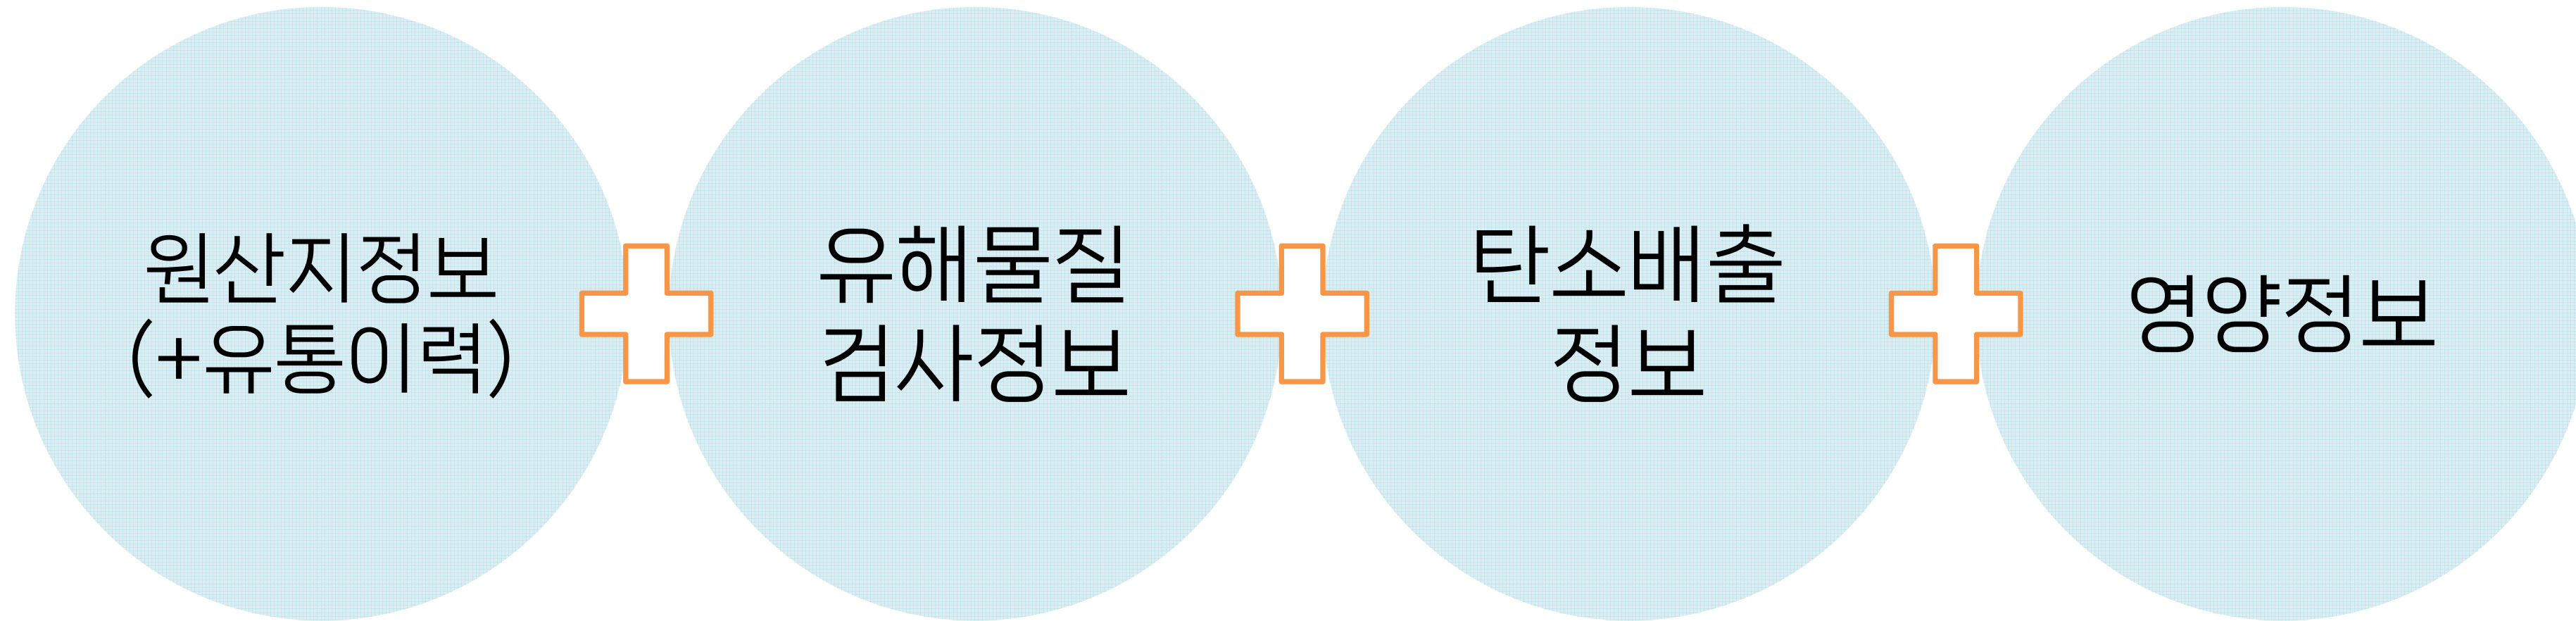 원산지정보
(+유통이력)
유해물질
검사정보
탄소배출
정보
영양정보